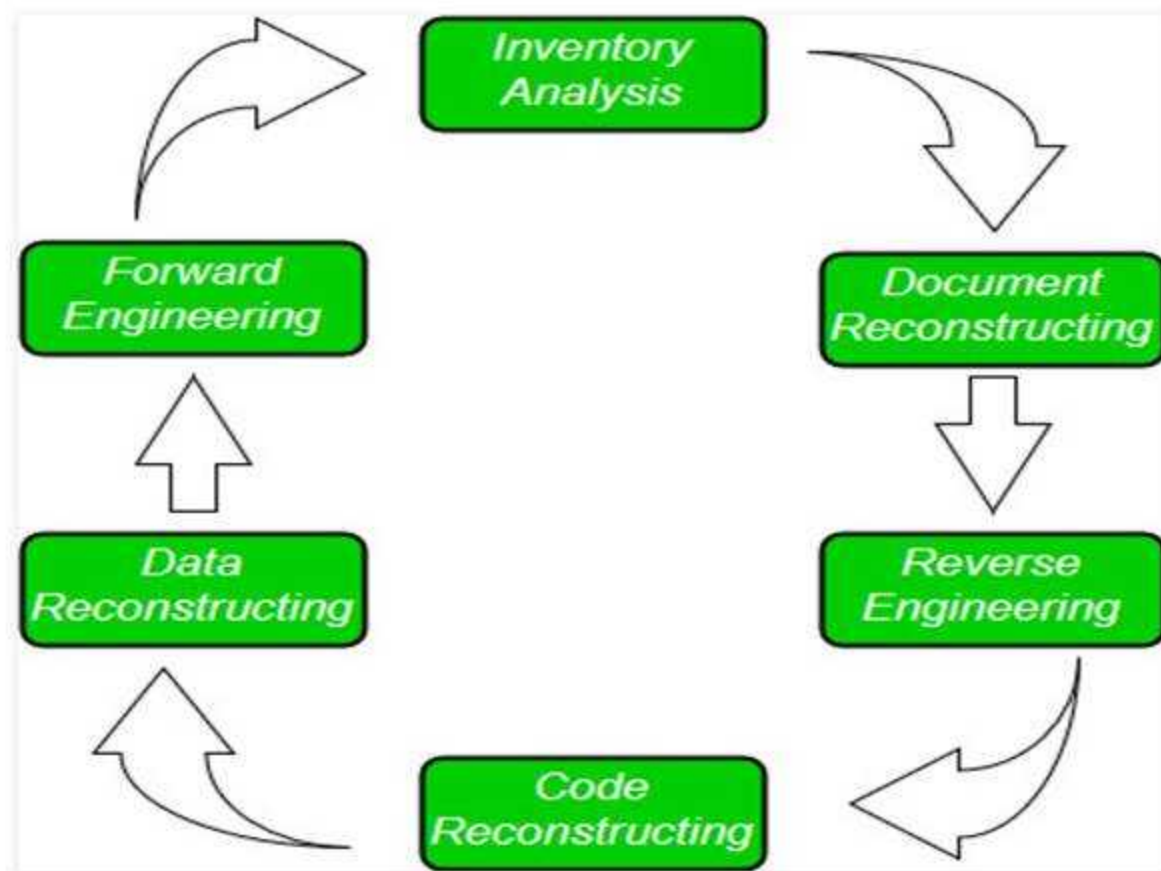 Inventory
Analysis
Document
Reconstructing
Reverse
Engineering
Code
Reconstructing
Data
Reconstructing
Forward
Engineering